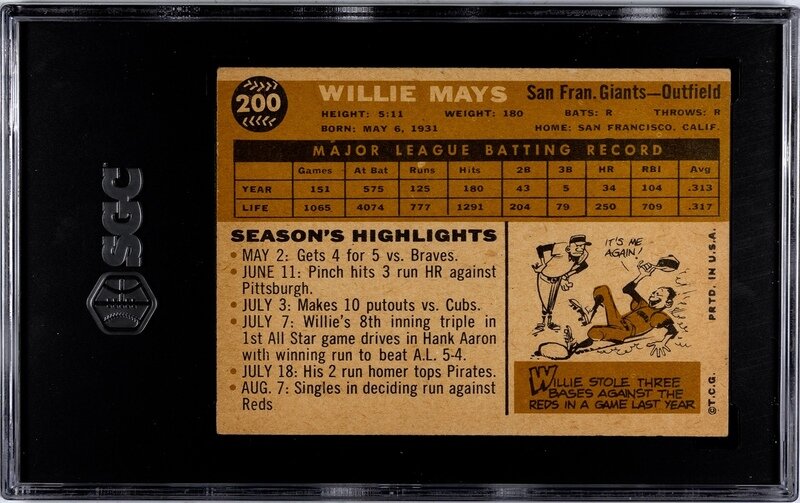 SGC
200
WILLIE MAYS San Fran. Giants—Outfield
HEIGHT: 5:11 WEIGHT: 180 BATS: R THROWS: R
BORN: MAY 6, 1931 HOME: SAN FRANCISCO, CALIF.
MAJOR LEAGUE BATTING RECORD
Games At Bat Runs Hits 2B 3B HR RBI Avg
YEAR 151 575 125 180 43 5 34 104 .313
LIFE 1065 4074 777 1291 204 79 250 709 .317
SEASON'S HIGHLIGHTS
• MAY 2: Gets 4 for 5 vs. Braves.
• JUNE 11: Pinch hits 3 run HR against
Pittsburgh.
• JULY 3: Makes 10 putouts vs. Cubs.
• JULY 7: Willie's 8th inning triple in
1st All Star game drives in Hank Aaron
with winning run to beat A.L. 5-4.
• JULY 18: His 2 run homer tops Pirates.
• AUG. 7: Singles in deciding run against
Reds
IT'S ME
AGAIN!
WILLIE STOLE THREE
BASES AGAINST THE
REDS IN A GAME LAST YEAR
©T.C.G. PRTD. IN U.S.A.